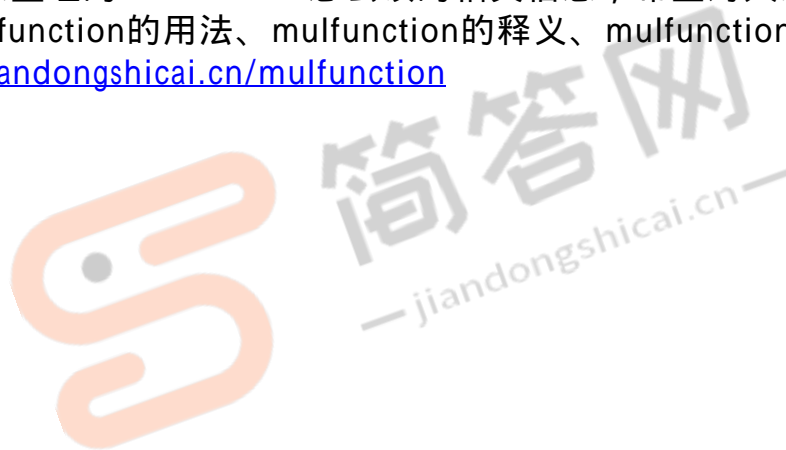 function的用法、mulfunction的释义、mulfunction
andongshicai.cn/mulfunction
简答网
jiandongshicai.cn